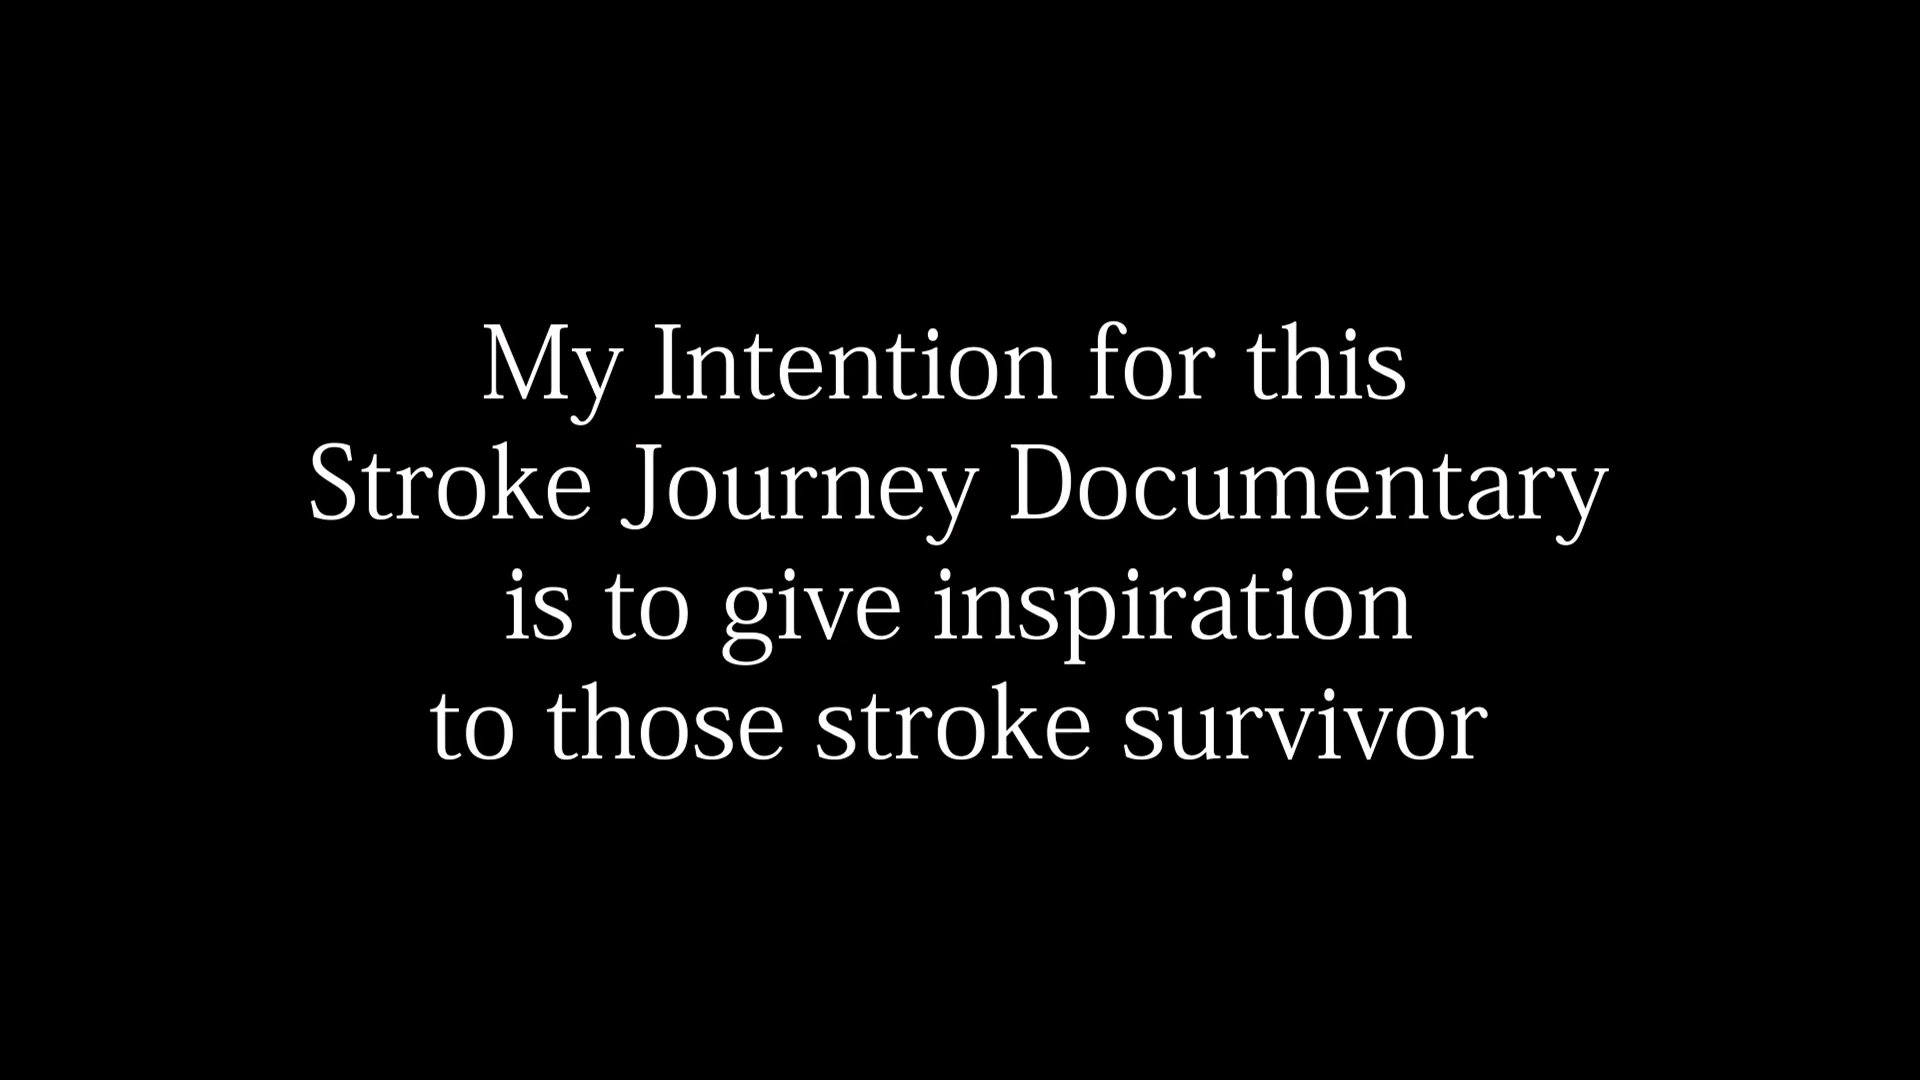 My Intention for this
Stroke Journey Documentary
is to give inspiration
to those stroke survivor